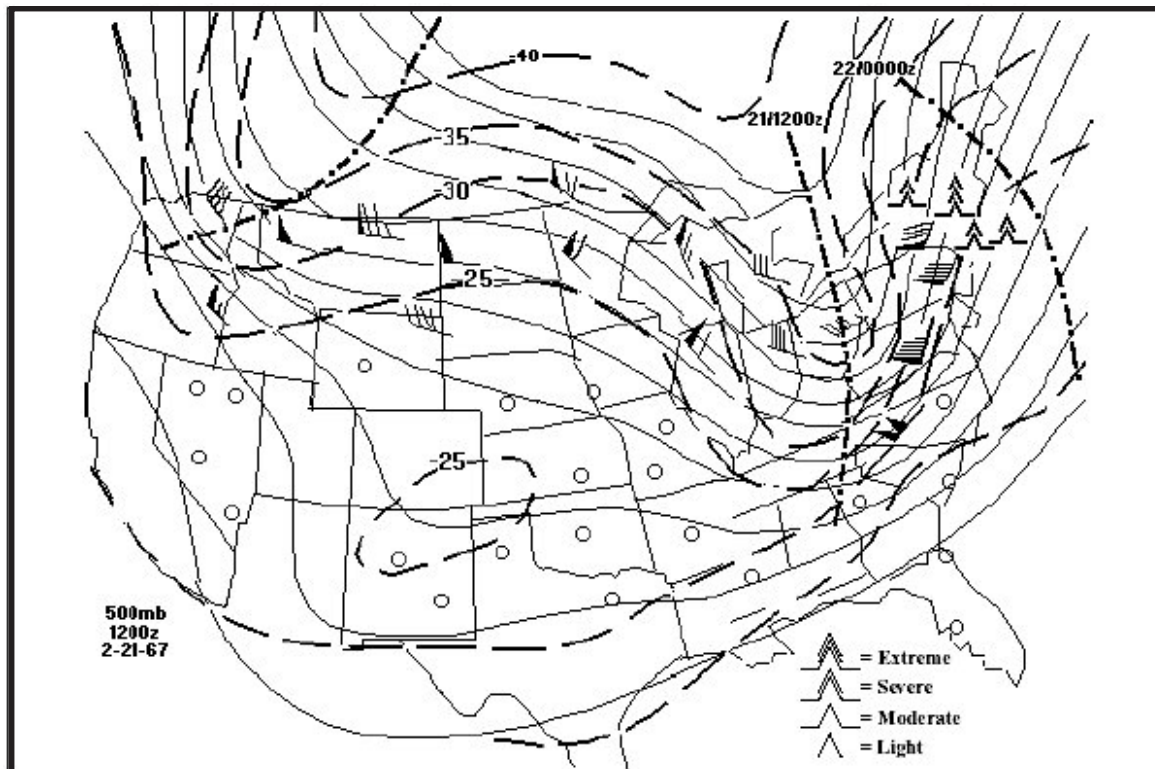 -40
22/0000z
21/1200z
-35
-30
-25
-25
500mb
1200z
2-21-67
= Extreme
= Severe
= Moderate
= Light